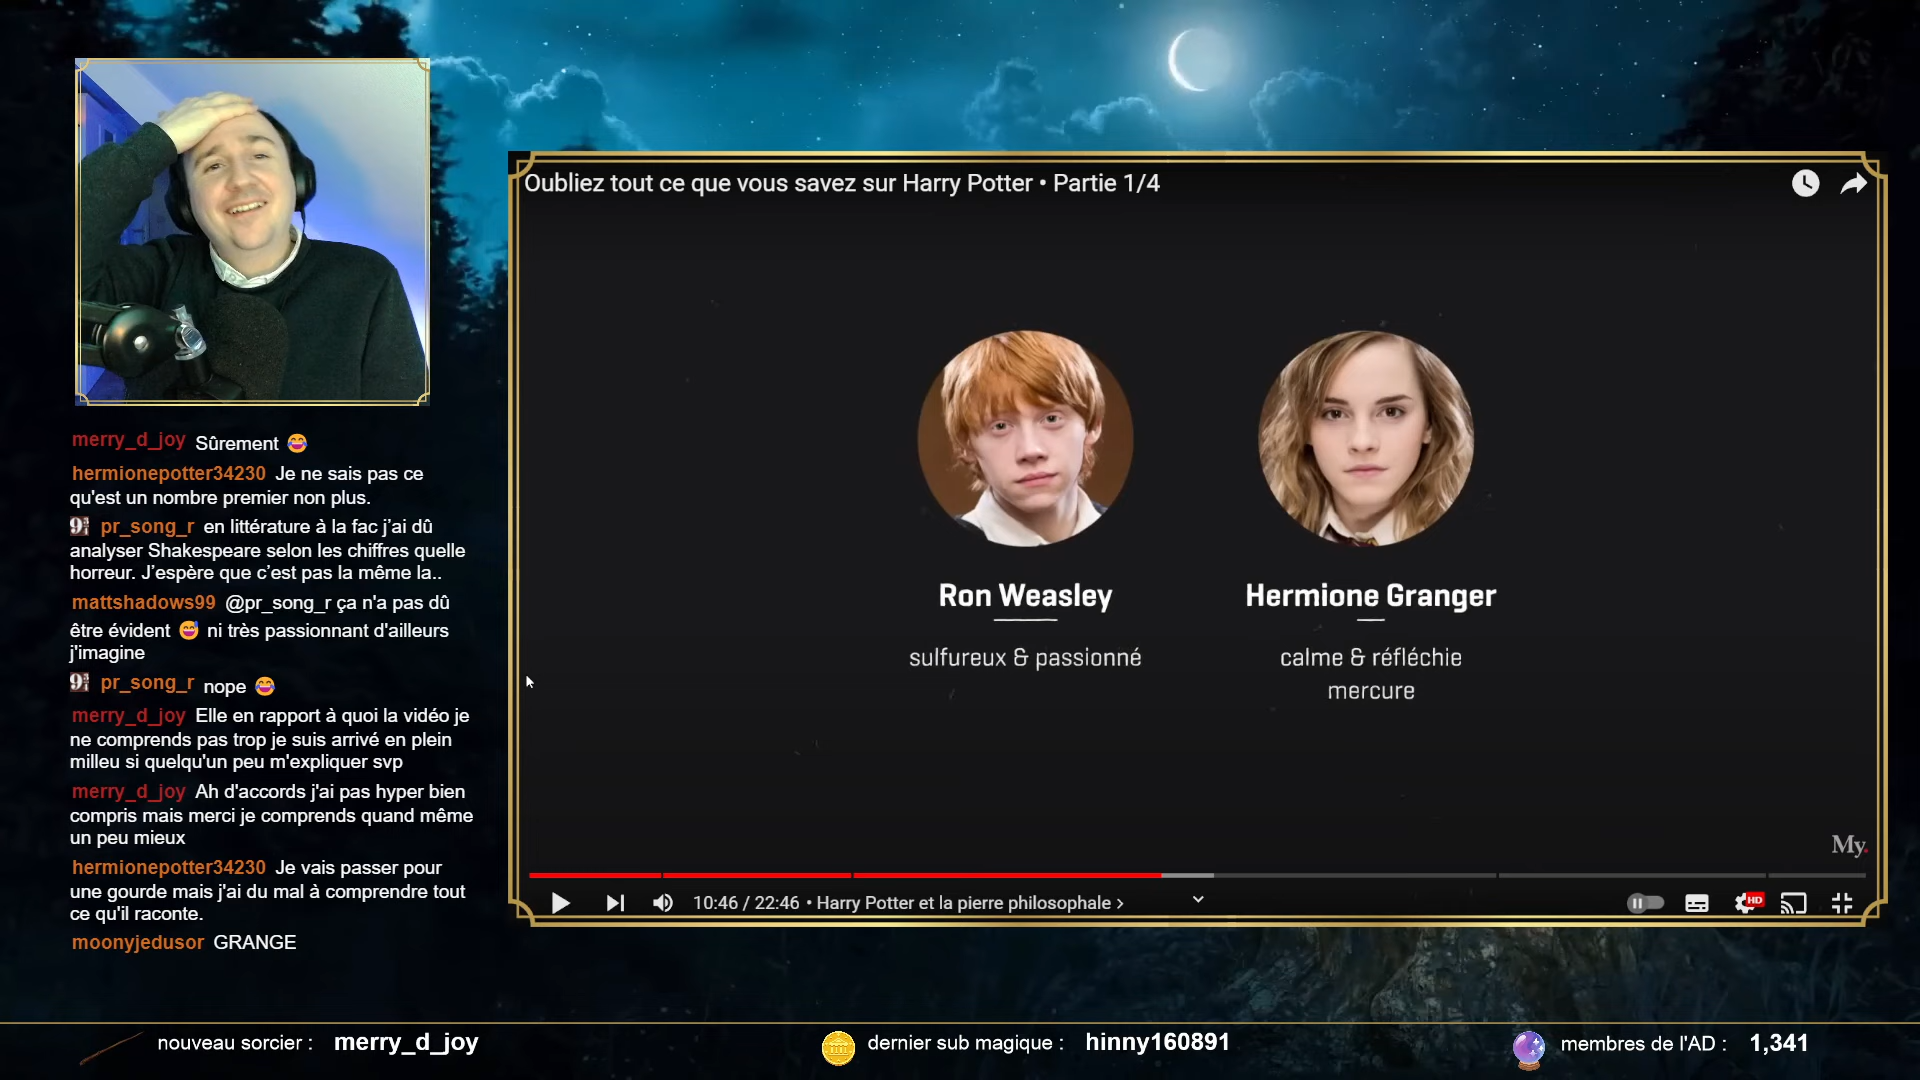 Oubliez tout ce que vous savez sur Harry Potter • Partie 1/4
merry_d_joy Sûrement 😂
hermionepotter34230 Je ne sais pas ce
qu'est un nombre premier non plus.
pr_song_r en littérature à la fac j’ai dû
analyser Shakespeare selon les chiffres quelle
horreur. J’espère que c’est pas la même la..
mattshadows99 @pr_song_r ça n'a pas dû
être évident 😅 ni très passionnant d'ailleurs
j'imagine
pr_song_r nope 😂
merry_d_joy Elle en rapport à quoi la vidéo je
ne comprends pas trop je suis arrivé en plein
milleu si quelqu'un peu m'expliquer svp
merry_d_joy Ah d'accords j'ai pas hyper bien
compris mais merci je comprends quand même
un peu mieux
hermionepotter34230 Je vais passer pour
une gourde mais j'ai du mal à comprendre tout
ce qu'il raconte.
moonyjedusor GRANGE
Ron Weasley
sulfureux & passionné
Hermione Granger
calme & réfléchie
mercure
My.
10:46 / 22:46 • Harry Potter et la pierre philosophale ›
HD
nouveau sorcier : merry_d_joy
dernier sub magique : hinny160891
membres de l'AD : 1,341